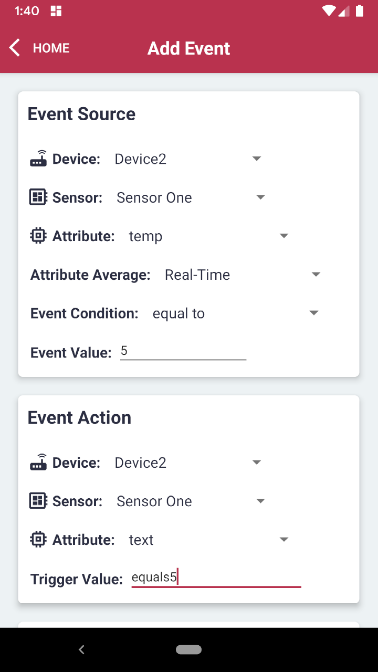 1:40
HOME
Add Event
Event Source
Device: Device2
Sensor: Sensor One
Attribute: temp
Attribute Average: Real-Time
Event Condition: equal to
Event Value: 5
Event Action
Device: Device2
Sensor: Sensor One
Attribute: text
Trigger Value: equals5